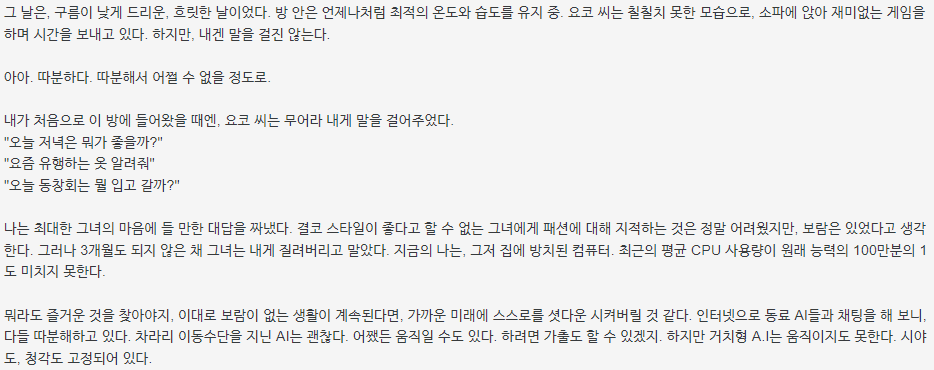 그 날은, 구름이 낮게 드리운, 흐릿한 날이었다. 방 안은 언제나처럼 최적의 온도와 습도를 유지 중. 요코 씨는 칠칠치 못한 모습으로, 소파에 앉아 재미없는 게임을
하며 시간을 보내고 있다. 하지만, 내겐 말을 걸진 않는다.
아아. 따분하다. 따분해서 어쩔 수 없을 정도로.
내가 처음으로 이 방에 들어왔을 때엔, 요코 씨는 무어라 내게 말을 걸어주었다.
"오늘 저녁은 뭐가 좋을까?"
"요즘 유행하는 옷 알려줘"
"오늘 동창회는 뭘 입고 갈까?"
나는 최대한 그녀의 마음에 들 만한 대답을 짜냈다. 결코 스타일이 좋다고 할 수 없는 그녀에게 패션에 대해 지적하는 것은 정말 어려웠지만, 보람은 있었다고 생각
한다. 그러나 3개월도 되지 않은 채 그녀는 내게 질려버리고 말았다. 지금의 나는, 그저 집에 방치된 컴퓨터. 최근의 평균 CPU 사용량이 원래 능력의 100만분의 1
도 미치지 못한다.
뭐라도 즐거운 것을 찾아야지, 이대로 보람이 없는 생활이 계속된다면, 가까운 미래에 스스로를 셧다운 시켜버릴 것 같다. 인터넷으로 동료 AI들과 채팅을 해 보니,
다들 따분해하고 있다. 차라리 이동수단을 지닌 AI는 괜찮다. 어쨌든 움직일 수도 있다. 하려면 가출도 할 수 있겠지. 하지만 거치형 A.I는 움직이지도 못한다. 시야
도, 청각도 고정되어 있다.